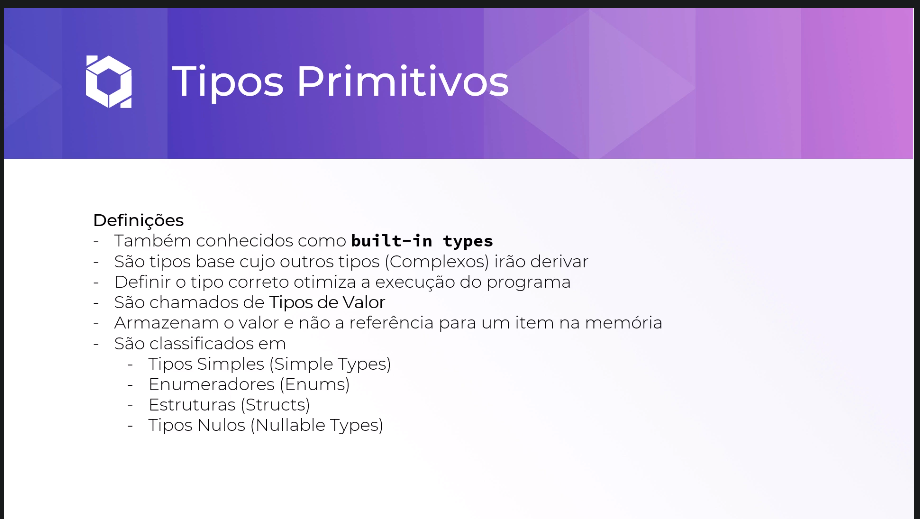 Tipos Primitivos
Definições
- Também conhecidos como built-in types
- São tipos base cujo outros tipos (Complexos) irão derivar
- Definir o tipo correto otimiza a execução do programa
- São chamados de Tipos de Valor
- Armazenam o valor e não a referência para um item na memória
- São classificados em
- Tipos Simples (Simple Types)
- Enumeradores (Enums)
- Estruturas (Structs)
- Tipos Nulos (Nullable Types)